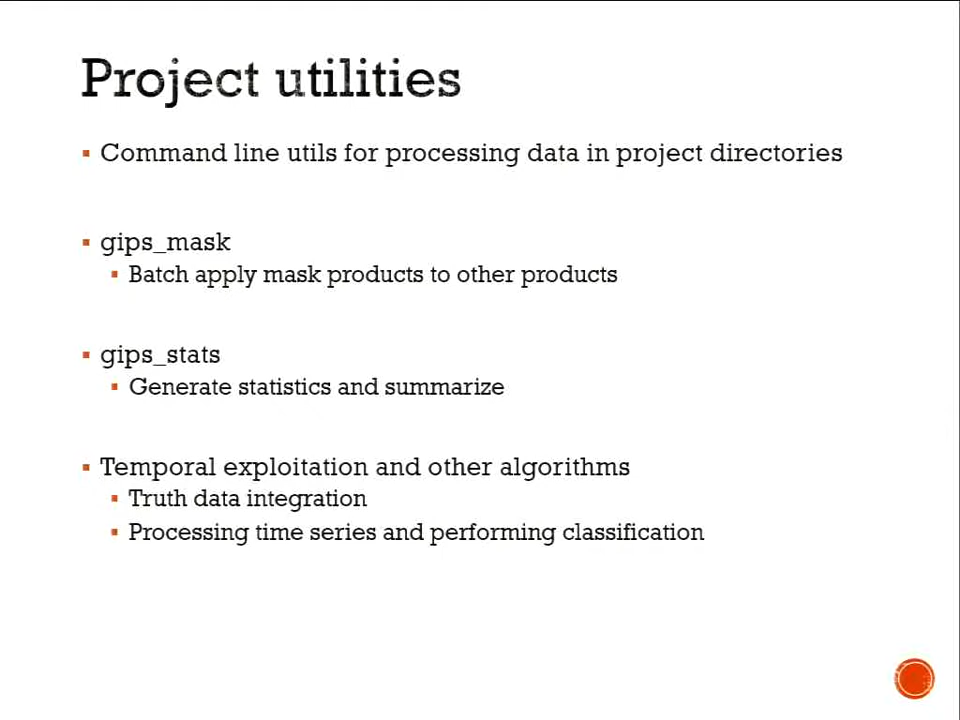 Project utilities
Command line utils for processing data in project directories
gips_mask
Batch apply mask products to other products
gips_stats
Generate statistics and summarize
Temporal exploitation and other algorithms
Truth data integration
Processing time series and performing classification